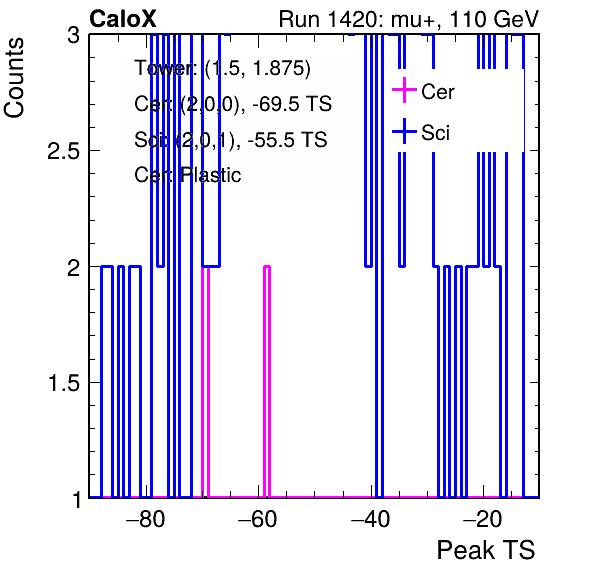 CaloX Run 1420: mu+, 110 GeV
Counts
Tower: (1.5, 1.875)
Cer: (2,0,0), -69.5 TS
Sci: (2,0,1), -55.5 TS
Cer: Plastic
Cer
Sci
3
2.5
2
1.5
1
−80 −60 −40 −20
Peak TS